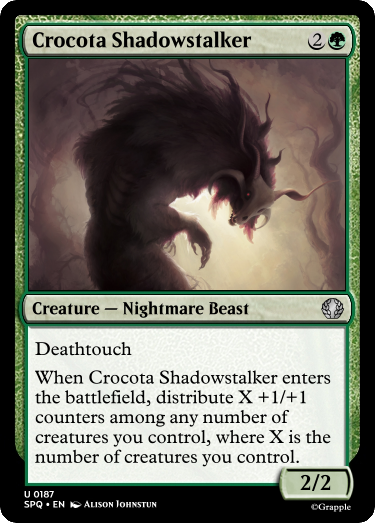 Crocota Shadowstalker 2
Creature — Nightmare Beast
Deathtouch
When Crocota Shadowstalker enters
the battlefield, distribute X +1/+1
counters among any number of
creatures you control, where X is the
number of creatures you control.
2/2
U 0187
SPQ • EN Alison Johnstun
©Grapple